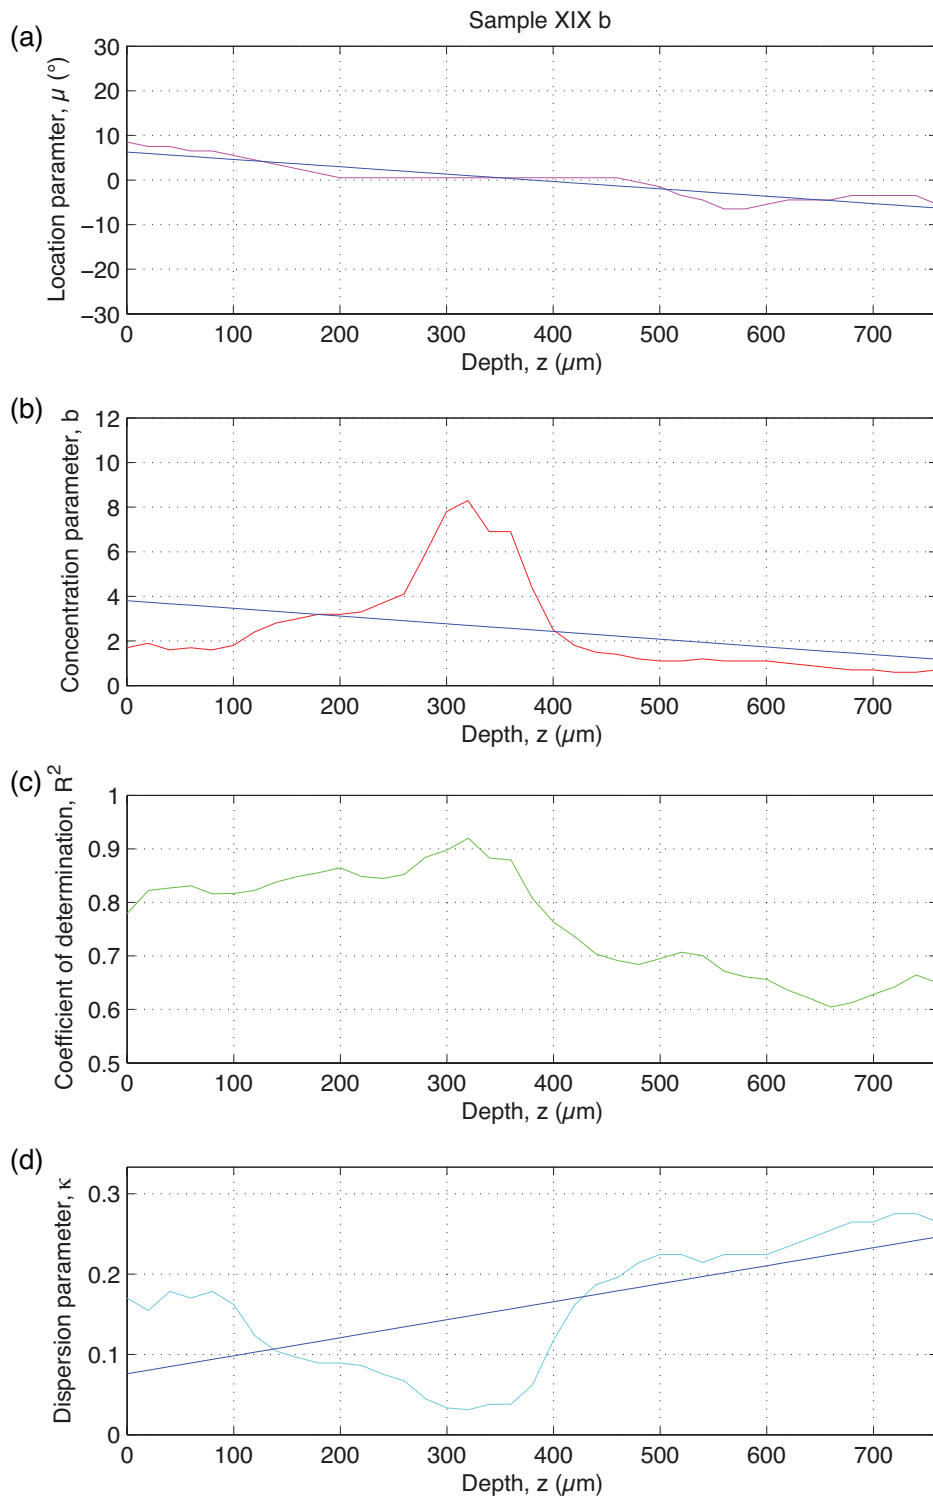 Sample XIX b
(a)
Location paramter, µ (°)
30
20
10
0
−10
−20
−30
0 100 200 300 400 500 600 700
Depth, z (µm)
(b)
Concentration parameter, b
12
10
8
6
4
2
0
0 100 200 300 400 500 600 700
Depth, z (µm)
(c)
Coefficient of determination, R²
1
0.9
0.8
0.7
0.6
0.5
0 100 200 300 400 500 600 700
Depth, z (µm)
(d)
Dispersion parameter, κ
0.3
0.2
0.1
0
0 100 200 300 400 500 600 700
Depth, z (µm)